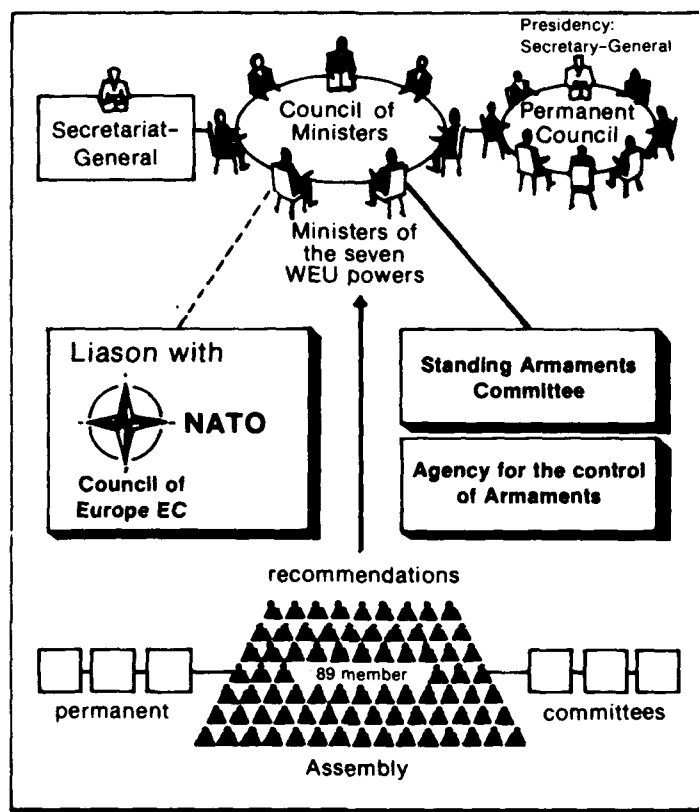 Presidency:
Secretary-General
Secretariat-
General
Council of
Ministers
Permanent
Council
Ministers of
the seven
WEU powers
Liason with
NATO
Council of
Europe EC
Standing Armaments
Committee
Agency for the control
of Armaments
recommendations
89 member
permanent
committees
Assembly